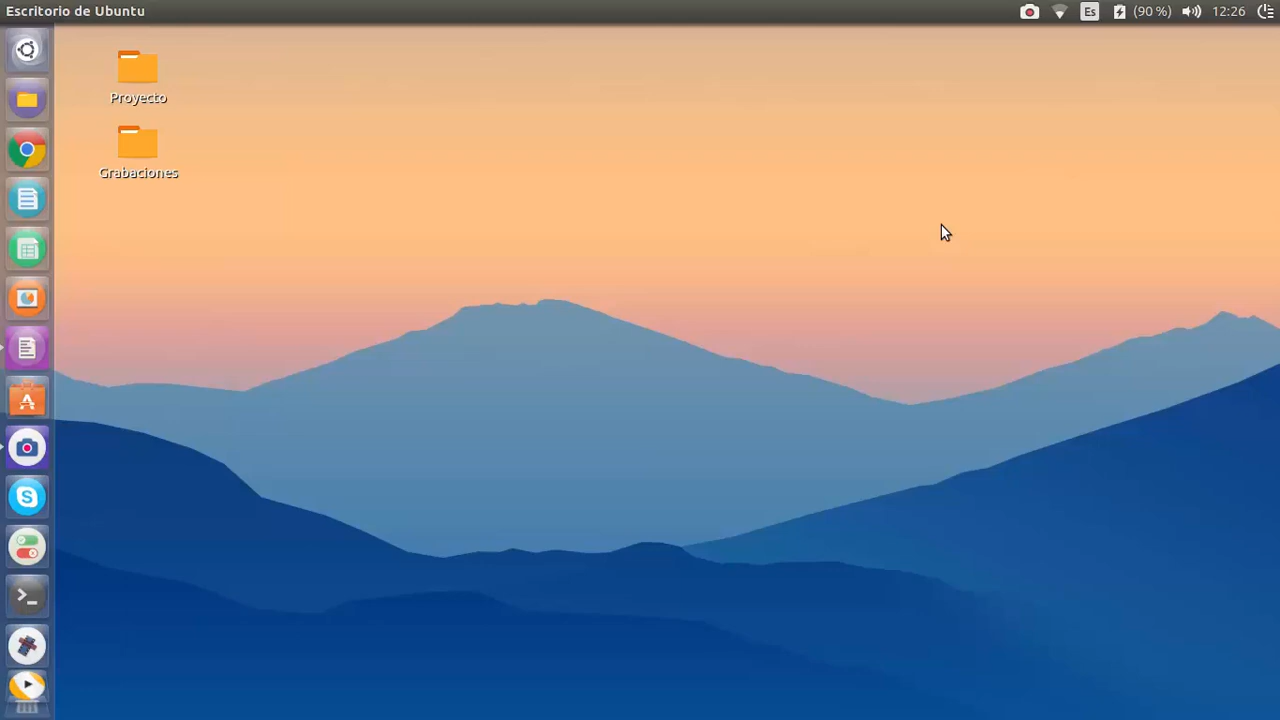 Escritorio de Ubuntu
Es
(90 %)
12:26
Proyecto
Grabaciones